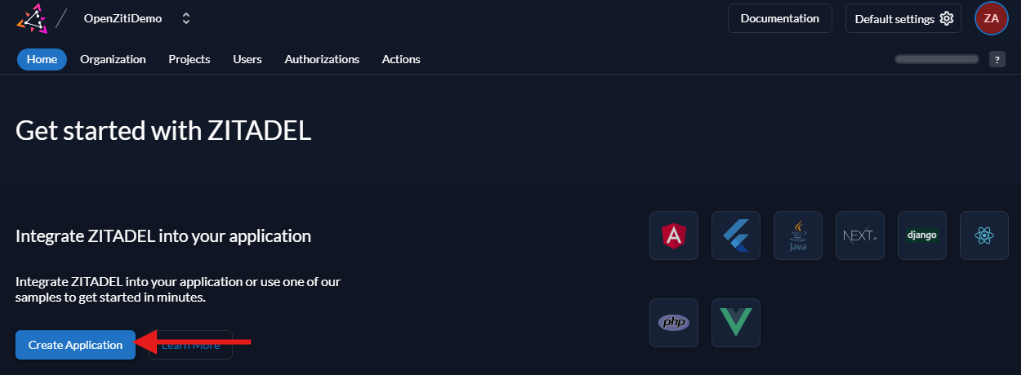 OpenZitiDemo
Documentation
Default settings
ZA
Home
Organization
Projects
Users
Authorizations
Actions
?
Get started with ZITADEL
Integrate ZITADEL into your application
Integrate ZITADEL into your application or use one of our
samples to get started in minutes.
Create Application
Learn More
Java
NEXT.JS
django
php